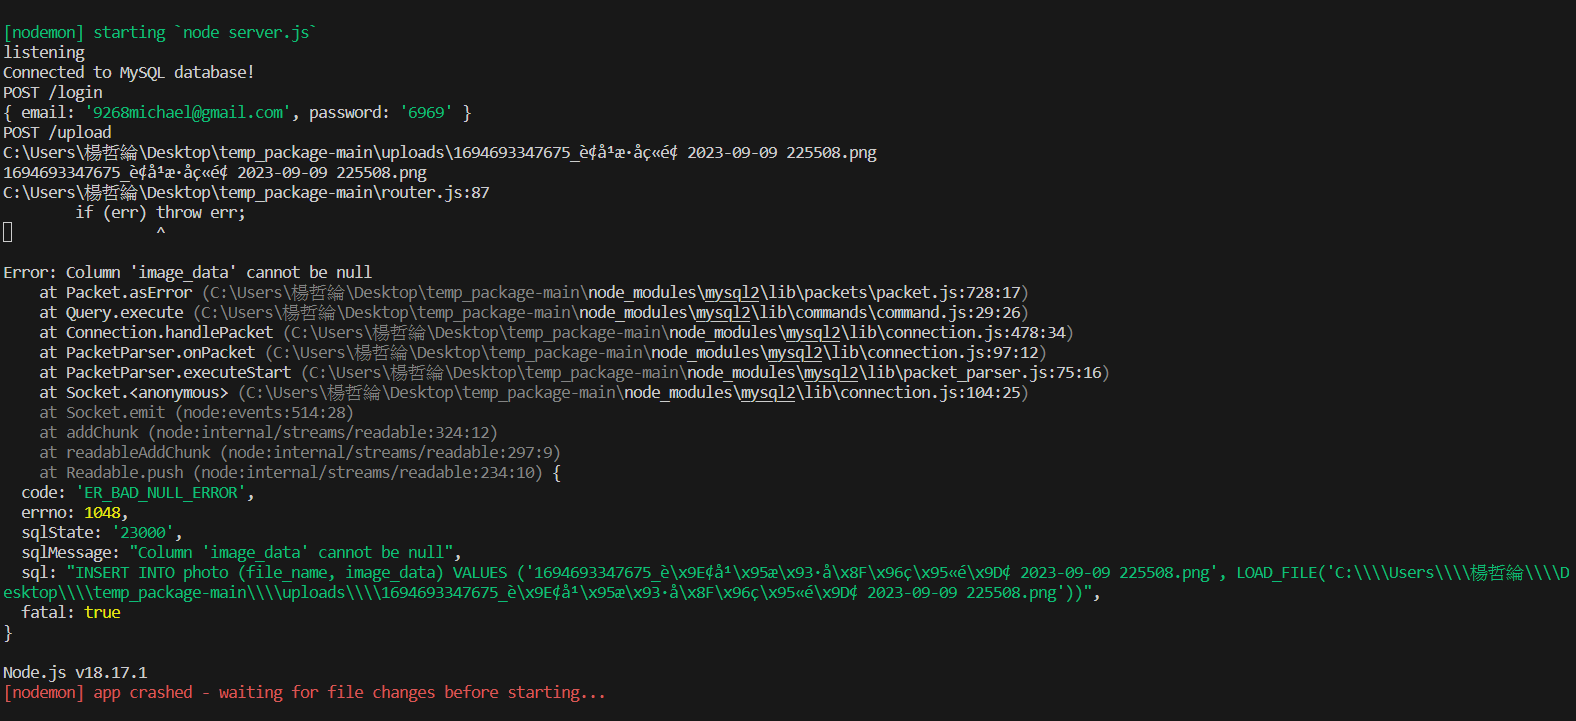 [nodemon] starting `node server.js`
listening
Connected to MySQL database!
POST /login
{ email: '9268michael@gmail.com', password: '6969' }
POST /upload
C:\Users\楊哲綸\Desktop\temp_package-main\uploads\1694693347675_è¢å¹æ·åç«é¢ 2023-09-09 225508.png
1694693347675_è¢å¹æ·åç«é¢ 2023-09-09 225508.png
C:\Users\楊哲綸\Desktop\temp_package-main\router.js:87
if (err) throw err;
^
Error: Column 'image_data' cannot be null
at Packet.asError (C:\Users\楊哲綸\Desktop\temp_package-main\node_modules\mysql2\lib\packets\packet.js:728:17)
at Query.execute (C:\Users\楊哲綸\Desktop\temp_package-main\node_modules\mysql2\lib\commands\command.js:29:26)
at Connection.handlePacket (C:\Users\楊哲綸\Desktop\temp_package-main\node_modules\mysql2\lib\connection.js:478:34)
at PacketParser.onPacket (C:\Users\楊哲綸\Desktop\temp_package-main\node_modules\mysql2\lib\connection.js:97:12)
at PacketParser.executeStart (C:\Users\楊哲綸\Desktop\temp_package-main\node_modules\mysql2\lib\packet_parser.js:75:16)
at Socket.<anonymous> (C:\Users\楊哲綸\Desktop\temp_package-main\node_modules\mysql2\lib\connection.js:104:25)
at Socket.emit (node:events:514:28)
at addChunk (node:internal/streams/readable:324:12)
at readableAddChunk (node:internal/streams/readable:297:9)
at Readable.push (node:internal/streams/readable:234:10) {
code: 'ER_BAD_NULL_ERROR',
errno: 1048,
sqlState: '23000',
sqlMessage: "Column 'image_data' cannot be null",
sql: "INSERT INTO photo (file_name, image_data) VALUES ('1694693347675_è\x9E¢å¹\x95æ\x93·å\x8F\x96ç\x95«é\x9D¢ 2023-09-09 225508.png', LOAD_FILE('C:\\\\Users\\\\楊哲綸\\\\D
esktop\\\\temp_package-main\\\\uploads\\\\1694693347675_è\x9E¢å¹\x95æ\x93·å\x8F\x96ç\x95«é\x9D¢ 2023-09-09 225508.png'))",
fatal: true
}
Node.js v18.17.1
[nodemon] app crashed - waiting for file changes before starting...